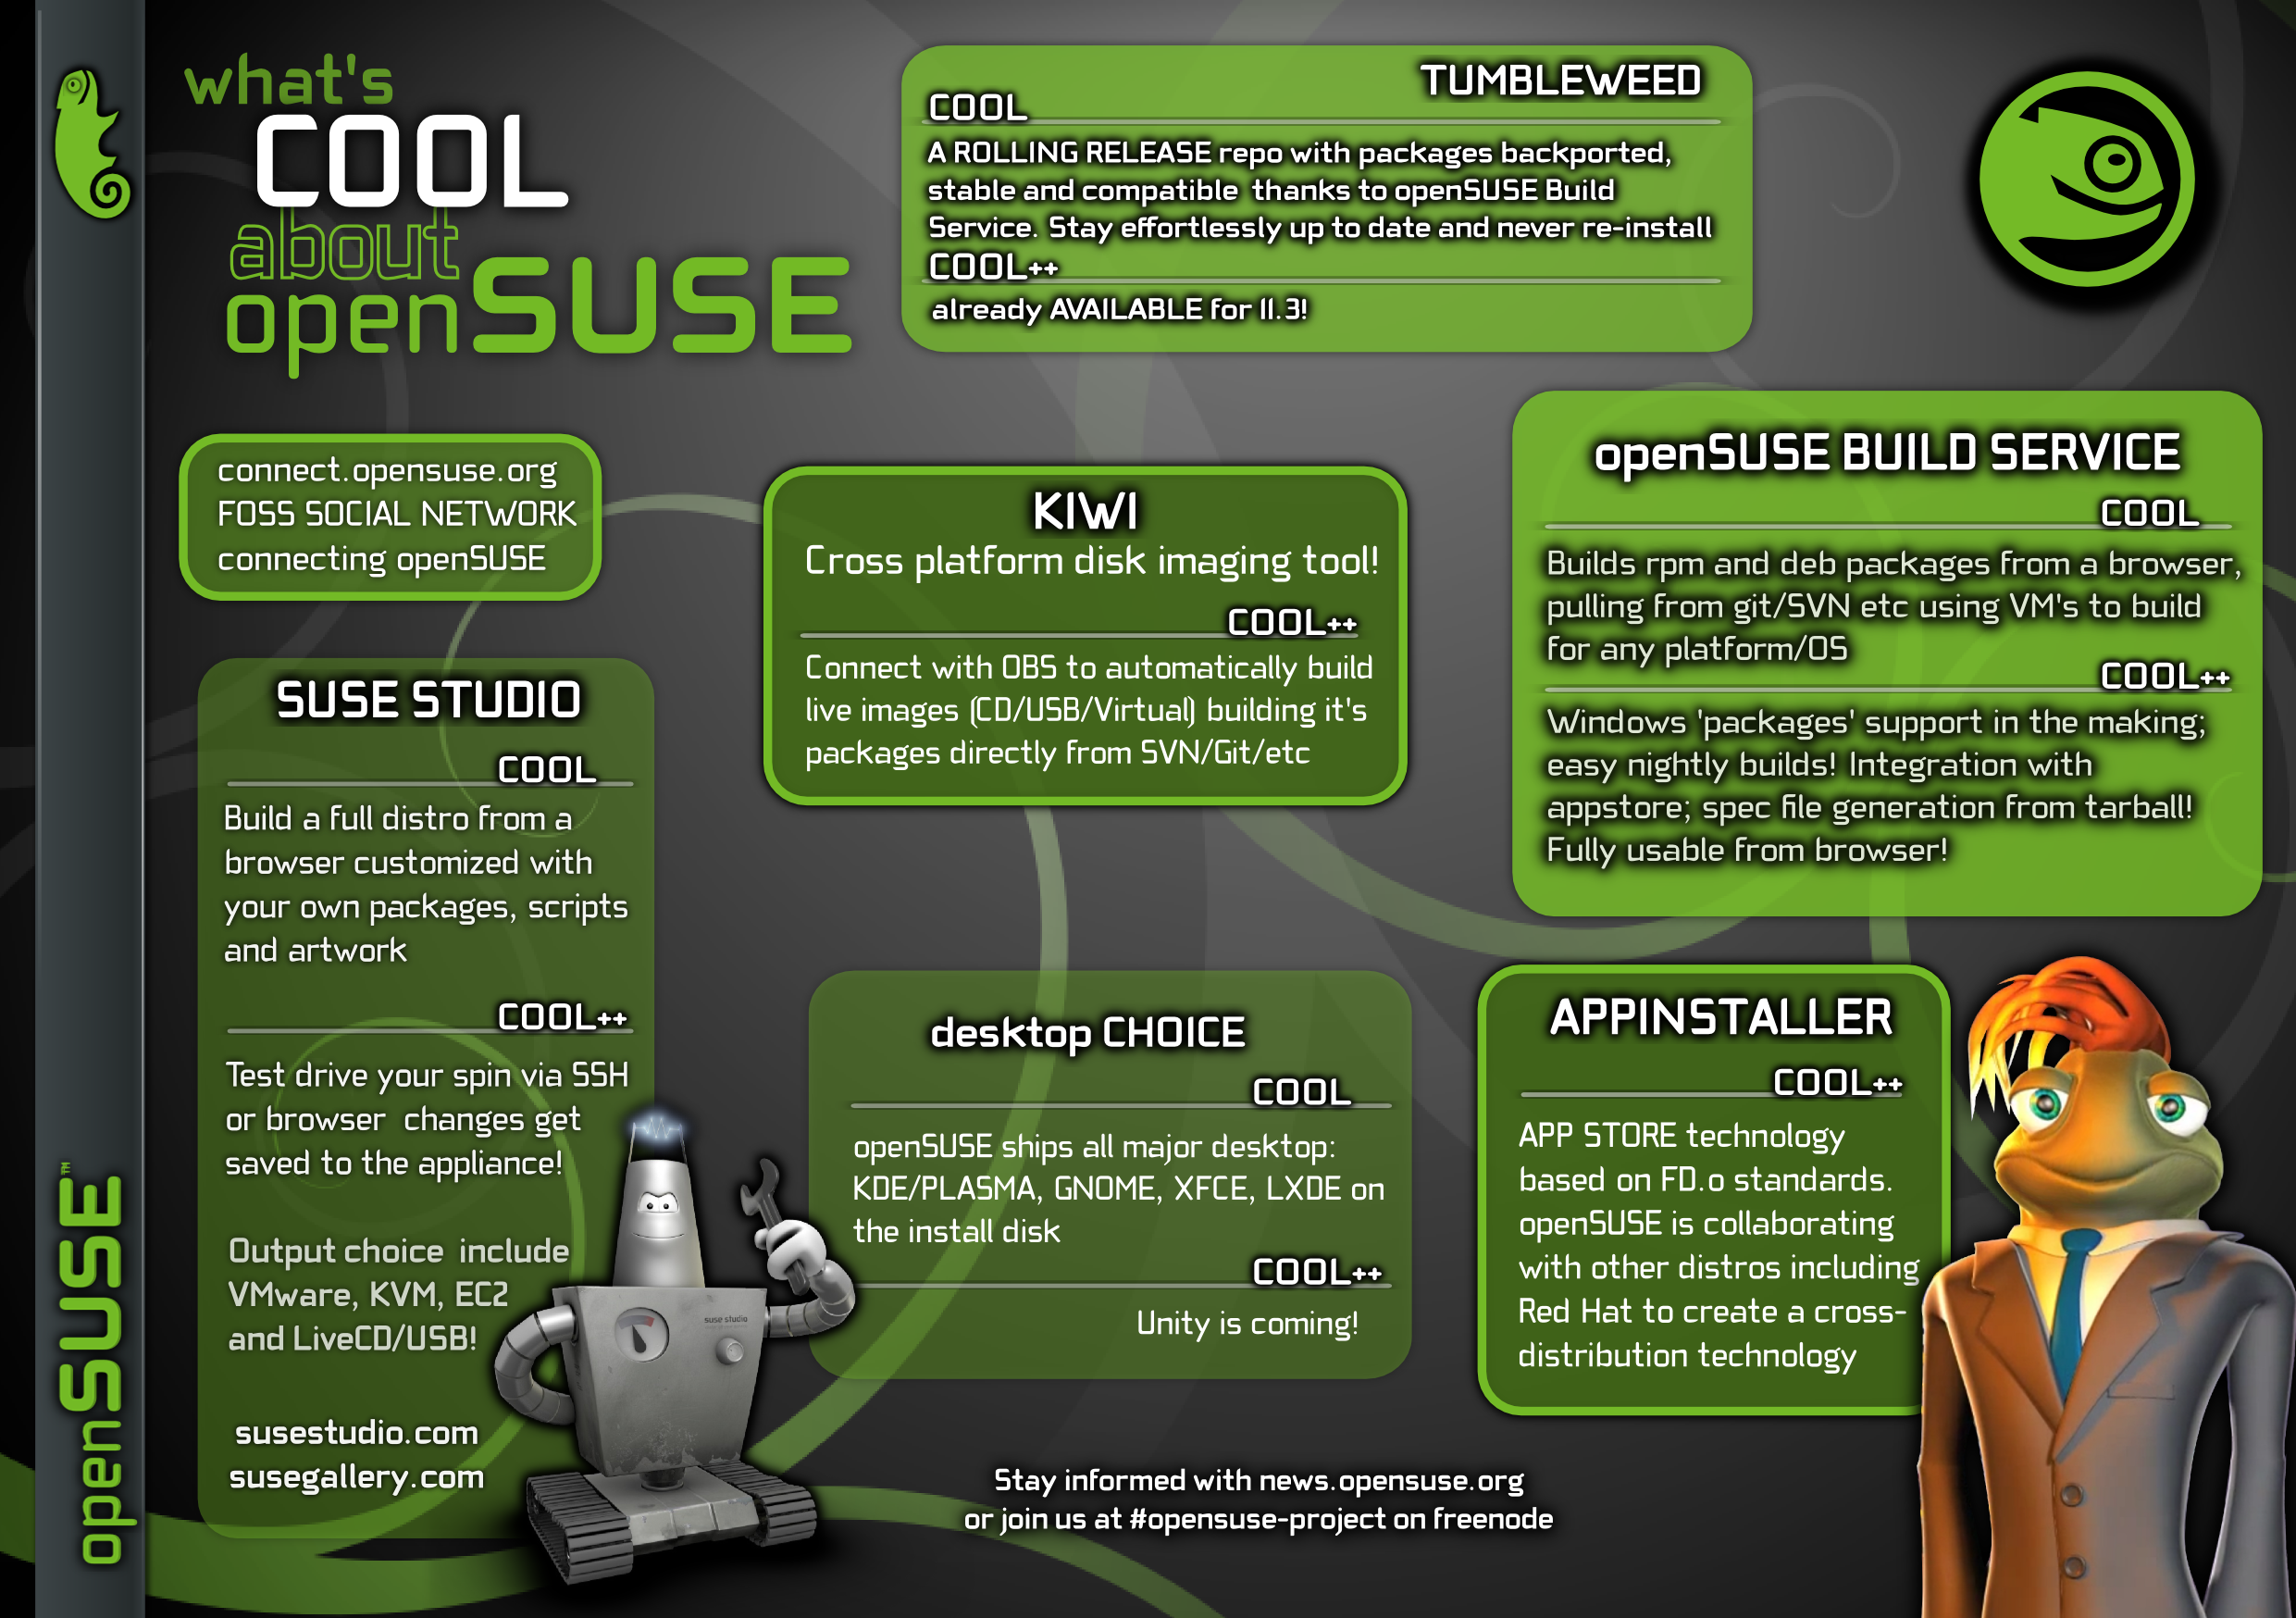 what's
COOL
about
openSUSE
TUMBLEWEED
COOL
A ROLLING RELEASE repo with packages backported,
stable and compatible thanks to openSUSE Build
Service. Stay effortlessly up to date and never re-install
COOL++
already AVAILABLE for 11.3!
connect.opensuse.org
FOSS SOCIAL NETWORK
connecting openSUSE
KIWI
Cross platform disk imaging tool!
COOL++
Connect with OBS to automatically build
live images (CD/USB/Virtual) building it's
packages directly from SVN/Git/etc
openSUSE BUILD SERVICE
COOL
Builds rpm and deb packages from a browser,
pulling from git/SVN etc using VM's to build
for any platform/OS
COOL++
Windows 'packages' support in the making;
easy nightly builds! Integration with
appstore; spec file generation from tarball!
Fully usable from browser!
SUSE STUDIO
COOL
Build a full distro from a
browser customized with
your own packages, scripts
and artwork
COOL++
Test drive your spin via SSH
or browser changes get
saved to the appliance!
Output choice include
VMware, KVM, EC2
and LiveCD/USB!
susestudio.com
susegallery.com
suse studio
desktop CHOICE
COOL
openSUSE ships all major desktop:
KDE/PLASMA, GNOME, XFCE, LXDE on
the install disk
COOL++
Unity is coming!
APPINSTALLER
COOL++
APP STORE technology
based on FD.o standards.
openSUSE is collaborating
with other distros including
Red Hat to create a cross-
distribution technology
Stay informed with news.opensuse.org
or join us at #opensuse-project on freenode
openSUSE™